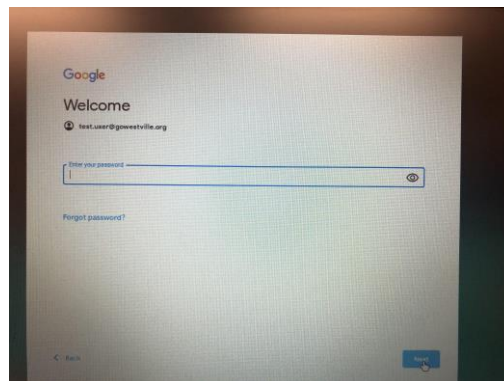 Google
Welcome
test.user@gowestville.org
Enter your password
Forgot password?
Back
Next